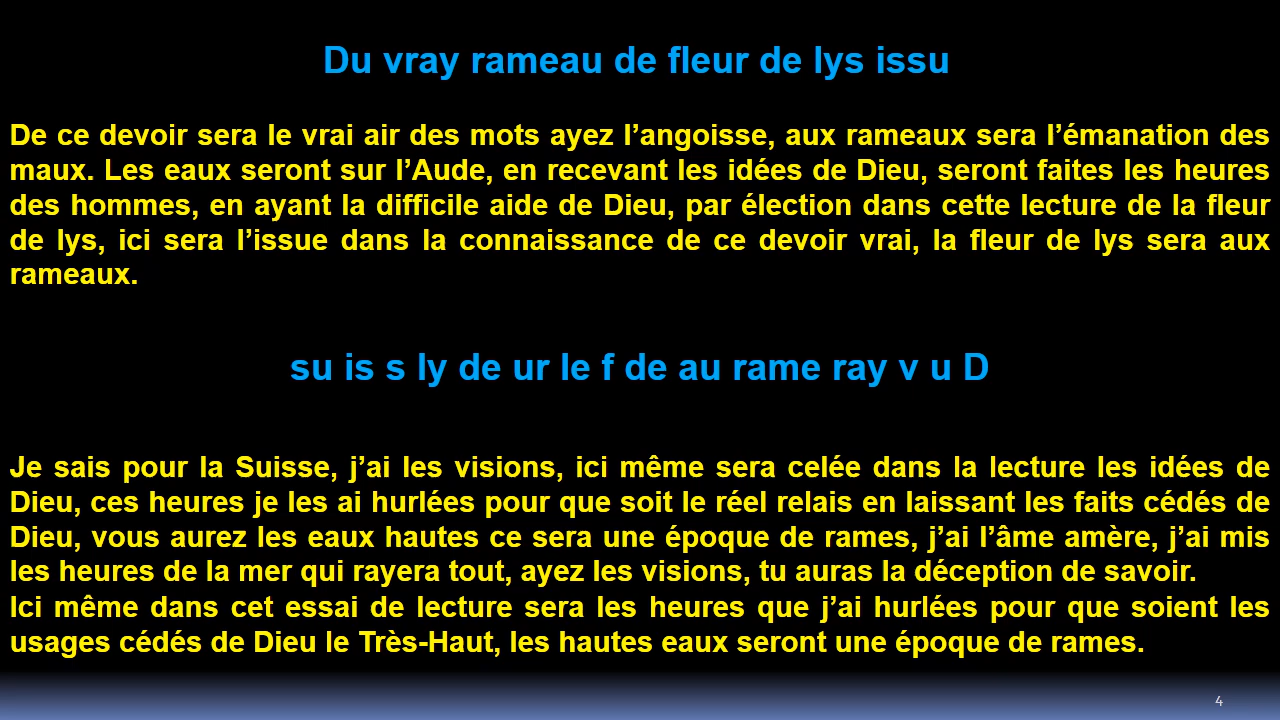 Du vray rameau de fleur de lys issu
De ce devoir sera le vrai air des mots ayez l’angoisse, aux rameaux sera l’émanation des
maux. Les eaux seront sur l’Aude, en recevant les idées de Dieu, seront faites les heures
des hommes, en ayant la difficile aide de Dieu, par élection dans cette lecture de la fleur
de lys, ici sera l’issue dans la connaissance de ce devoir vrai, la fleur de lys sera aux
rameaux.
su is s ly de ur le f de au rame ray v u D
Je sais pour la Suisse, j’ai les visions, ici même sera celée dans la lecture les idées de
Dieu, ces heures je les ai hurlées pour que soit le réel relais en laissant les faits cédés de
Dieu, vous aurez les eaux hautes ce sera une époque de rames, j’ai l’âme amère, j’ai mis
les heures de la mer qui rayera tout, ayez les visions, tu auras la déception de savoir.
Ici même dans cet essai de lecture sera les heures que j’ai hurlées pour que soient les
usages cédés de Dieu le Très-Haut, les hautes eaux seront une époque de rames.
4